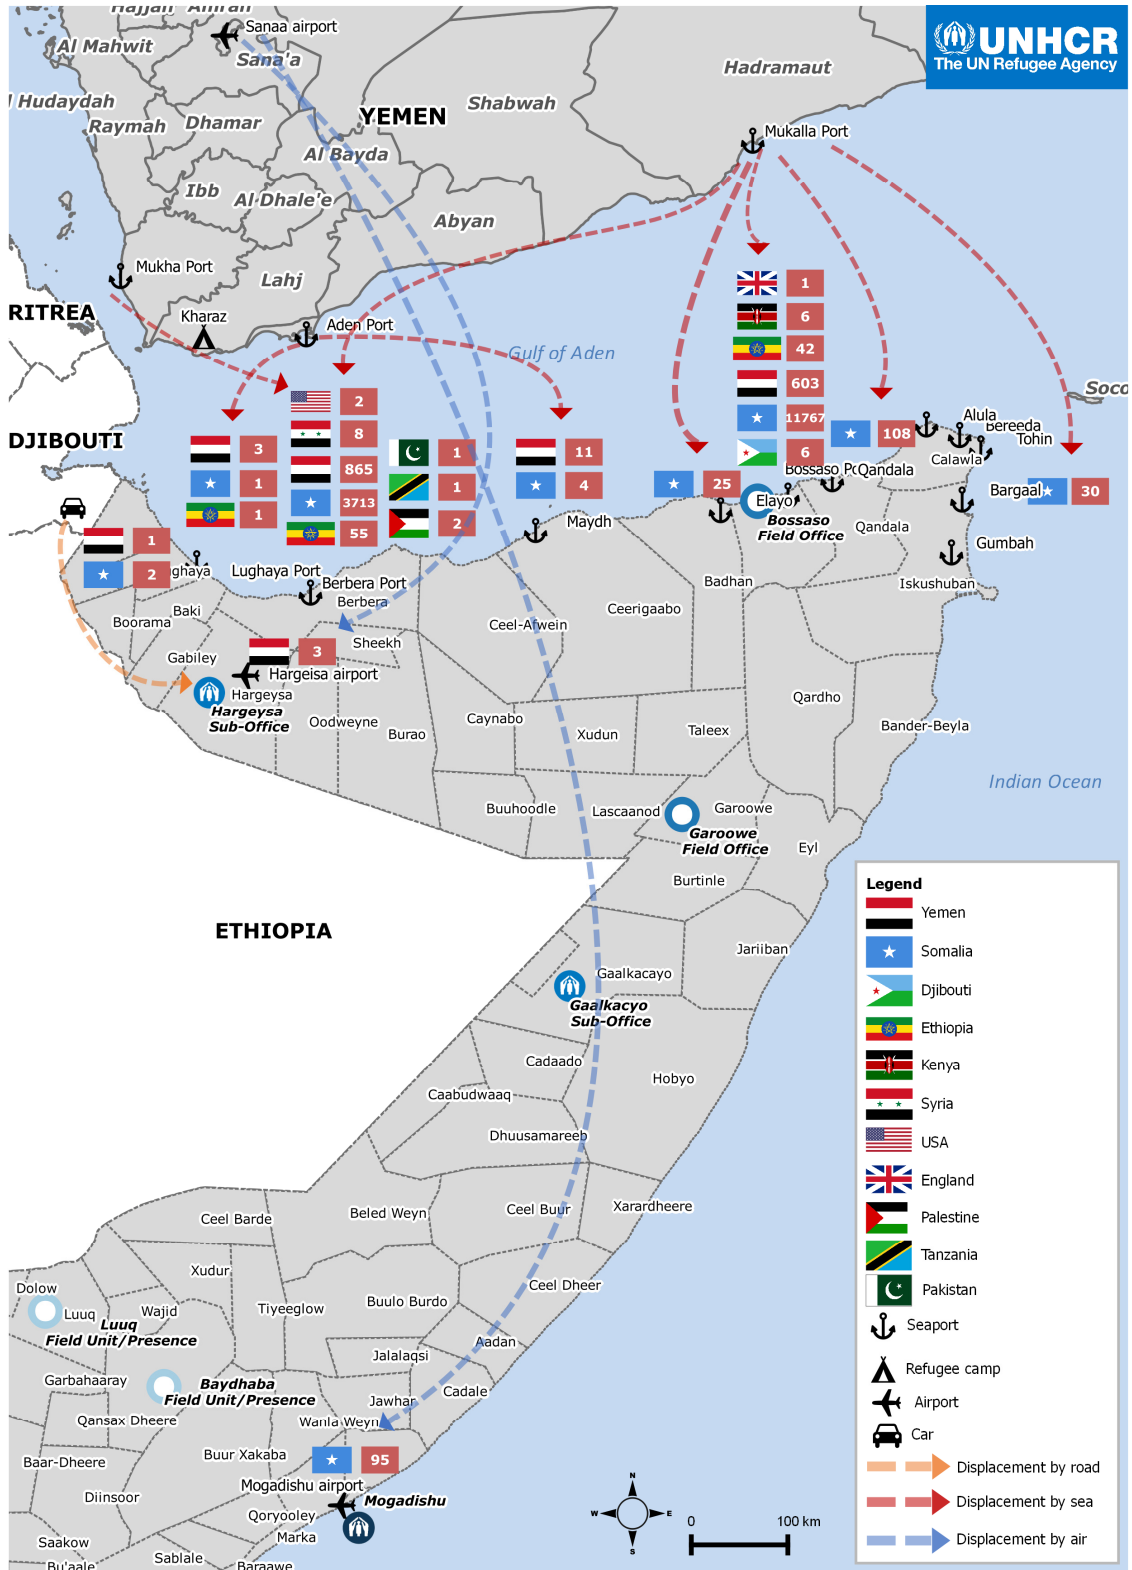 Hajjah Amran
Sanaa airport
Al Mahwit
Sana'a
UNHCR
The UN Refugee Agency
Hadramaut
l Hudaydah
Shabwah
YEMEN
Raymah
Dhamar
Mukalla Port
Al Bayda
Ibb
Al Dhale'e
Abyan
Mukha Port
Lahj
RITREA
Kharaz
Aden Port
Gulf of Aden
1
6
42
603
11767
6
Soco
2
8
865
3713
55
DJIBOUTI
3
1
1
1
1
2
11
4
25
108
Alula
Bereeda
Tohin
Calawla
Bossaso Po
Qandala
Elayo
Bossaso
Field Office
Bargaal
30
Qandala
Gumbah
Maydh
1
2
ghaya
Lughaya Port
Berbera Port
Berbera
Badhan
Iskushuban
Baki
Boorama
Ceerigaabo
Ceel-Afwein
Sheekh
3
Gabiley
Hargeisa airport
Hargeysa
Hargeysa
Sub-Office
Oodweyne
Burao
Caynabo
Xudun
Taleex
Qardho
Bander-Beyla
Indian Ocean
Buuhoodle
Lascaanod
Garoowe
Garoowe
Field Office
Eyl
Burtinle
ETHIOPIA
Jariiban
Gaalkacayo
Gaalkacyo
Sub-Office
Cadaado
Hobyo
Caabudwaaq
Dhuusamareeb
Ceel Barde
Beled Weyn
Ceel Buur
Xarardheere
Xudur
Dolow
Luuq
Luuq
Field Unit/Presence
Wajid
Tiyeeglow
Buulo Burdo
Ceel Dheer
Aadan
Jalalaqsi
Garbahaaray
Baydhaba
Field Unit/Presence
Cadale
Jawhar
Qansax Dheere
Wanla Weyn
Baar-Dheere
Buur Xakaba
95
Mogadishu airport
Mogadishu
Diinsoor
Qoryooley
Marka
Saakow
Sablale
Bu'aale
Baraawe
N
W
E
S
0
100 km
Legend
Yemen
Somalia
Djibouti
Ethiopia
Kenya
Syria
USA
England
Palestine
Tanzania
Pakistan
Seaport
Refugee camp
Airport
Car
Displacement by road
Displacement by sea
Displacement by air